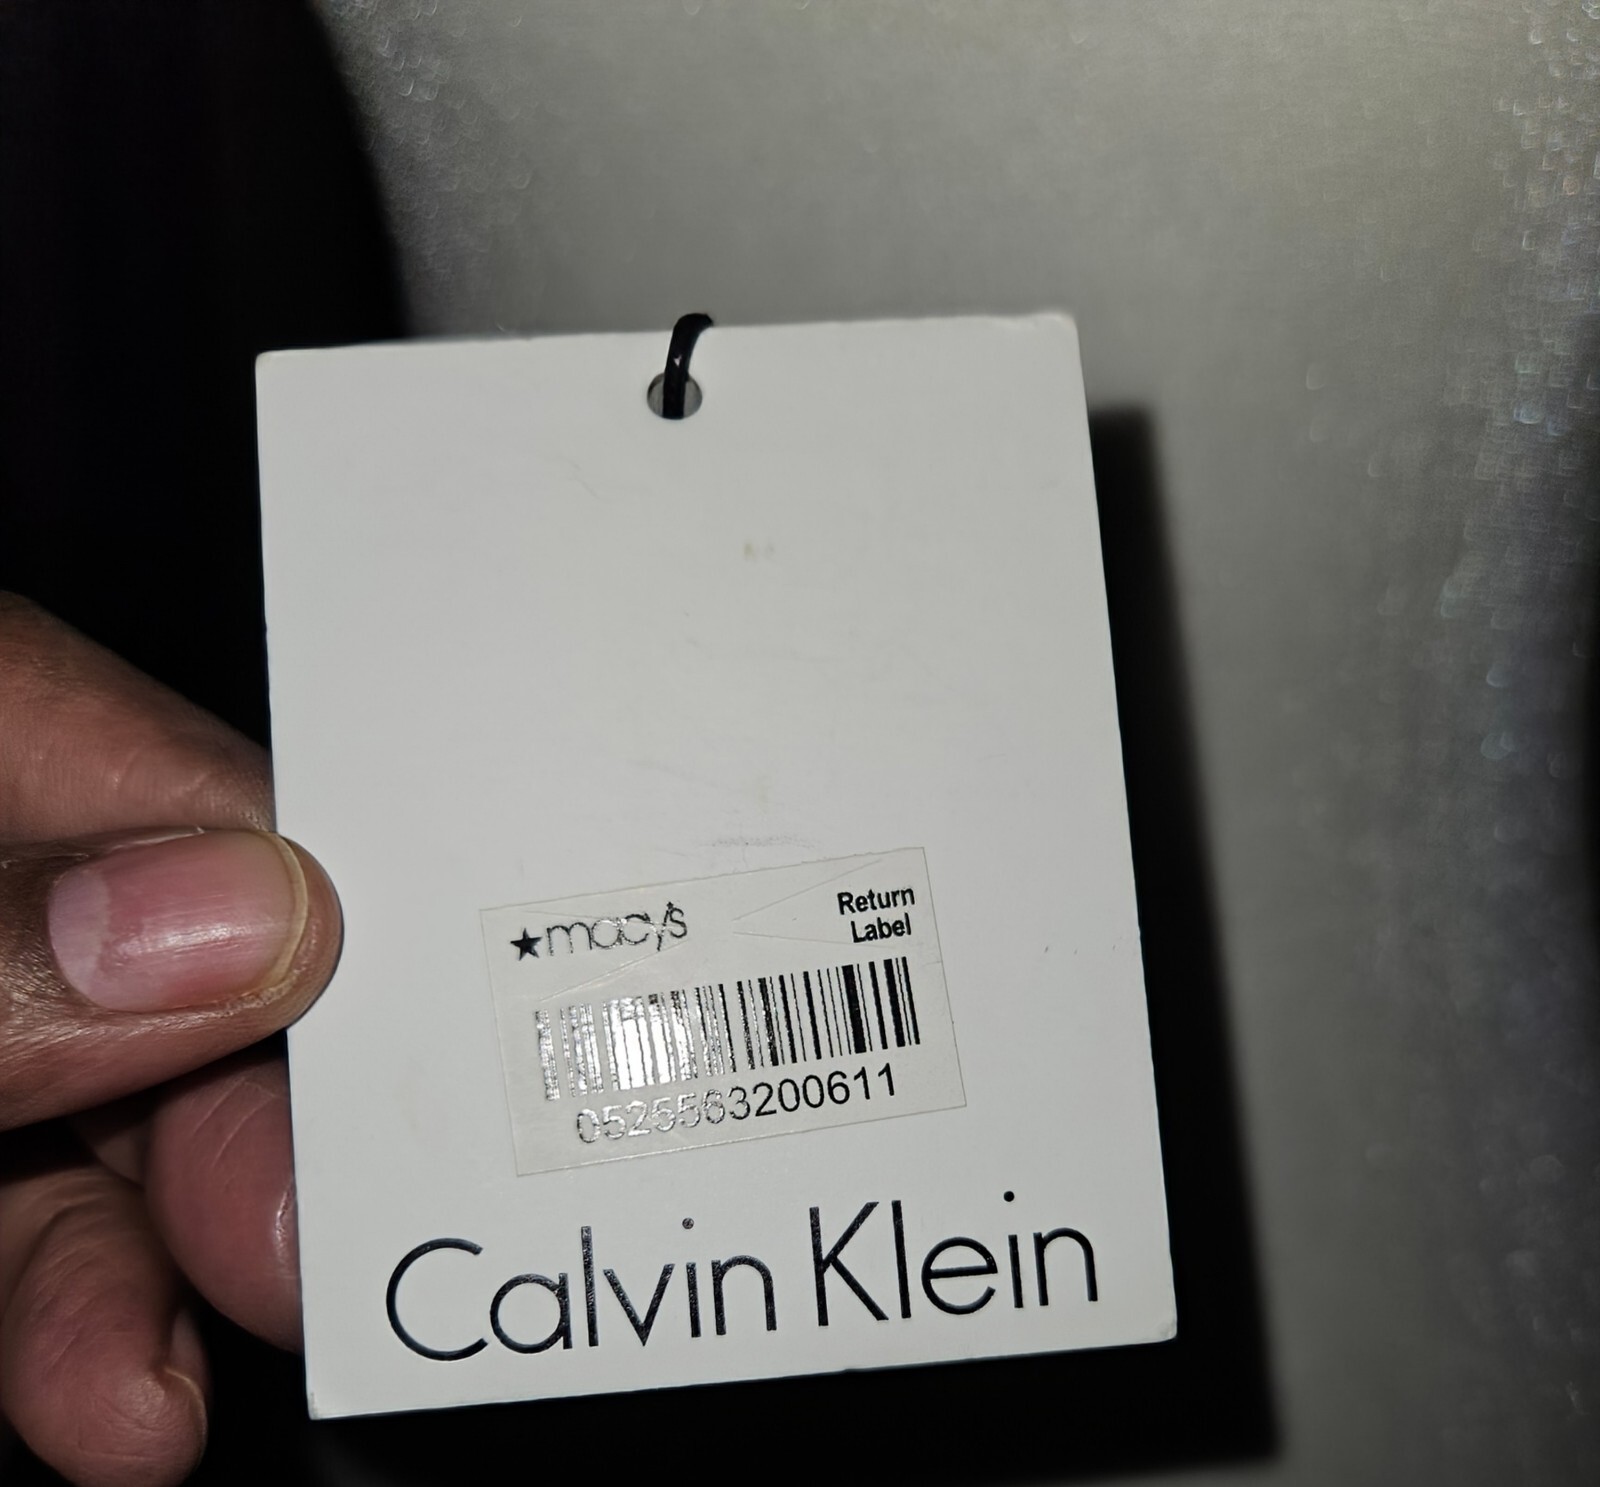 ★macy's
Return
Label
0525563200611
Calvin Klein